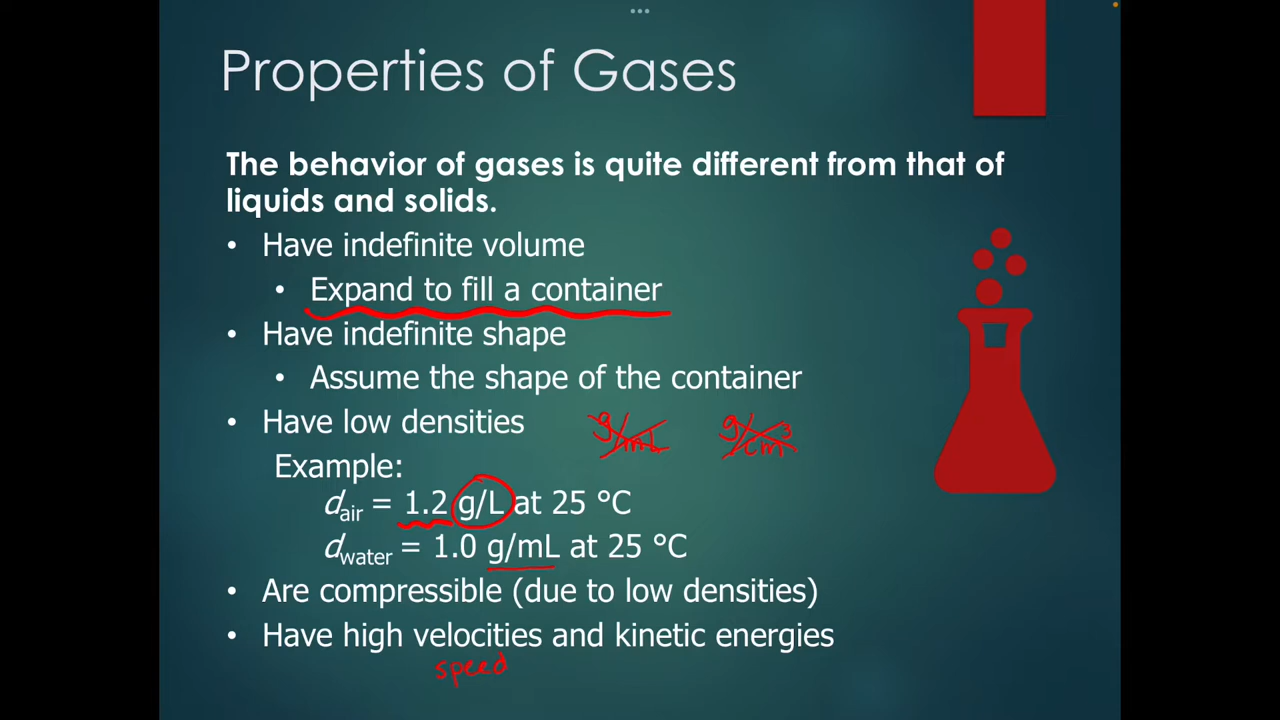 Properties of Gases
The behavior of gases is quite different from that of
liquids and solids.
• Have indefinite volume
• Expand to fill a container
• Have indefinite shape
• Assume the shape of the container
• Have low densities g/mL g/cm³
Example:
dair = 1.2 g/L at 25 °C
dwater = 1.0 g/mL at 25 °C
• Are compressible (due to low densities)
• Have high velocities and kinetic energies
speed